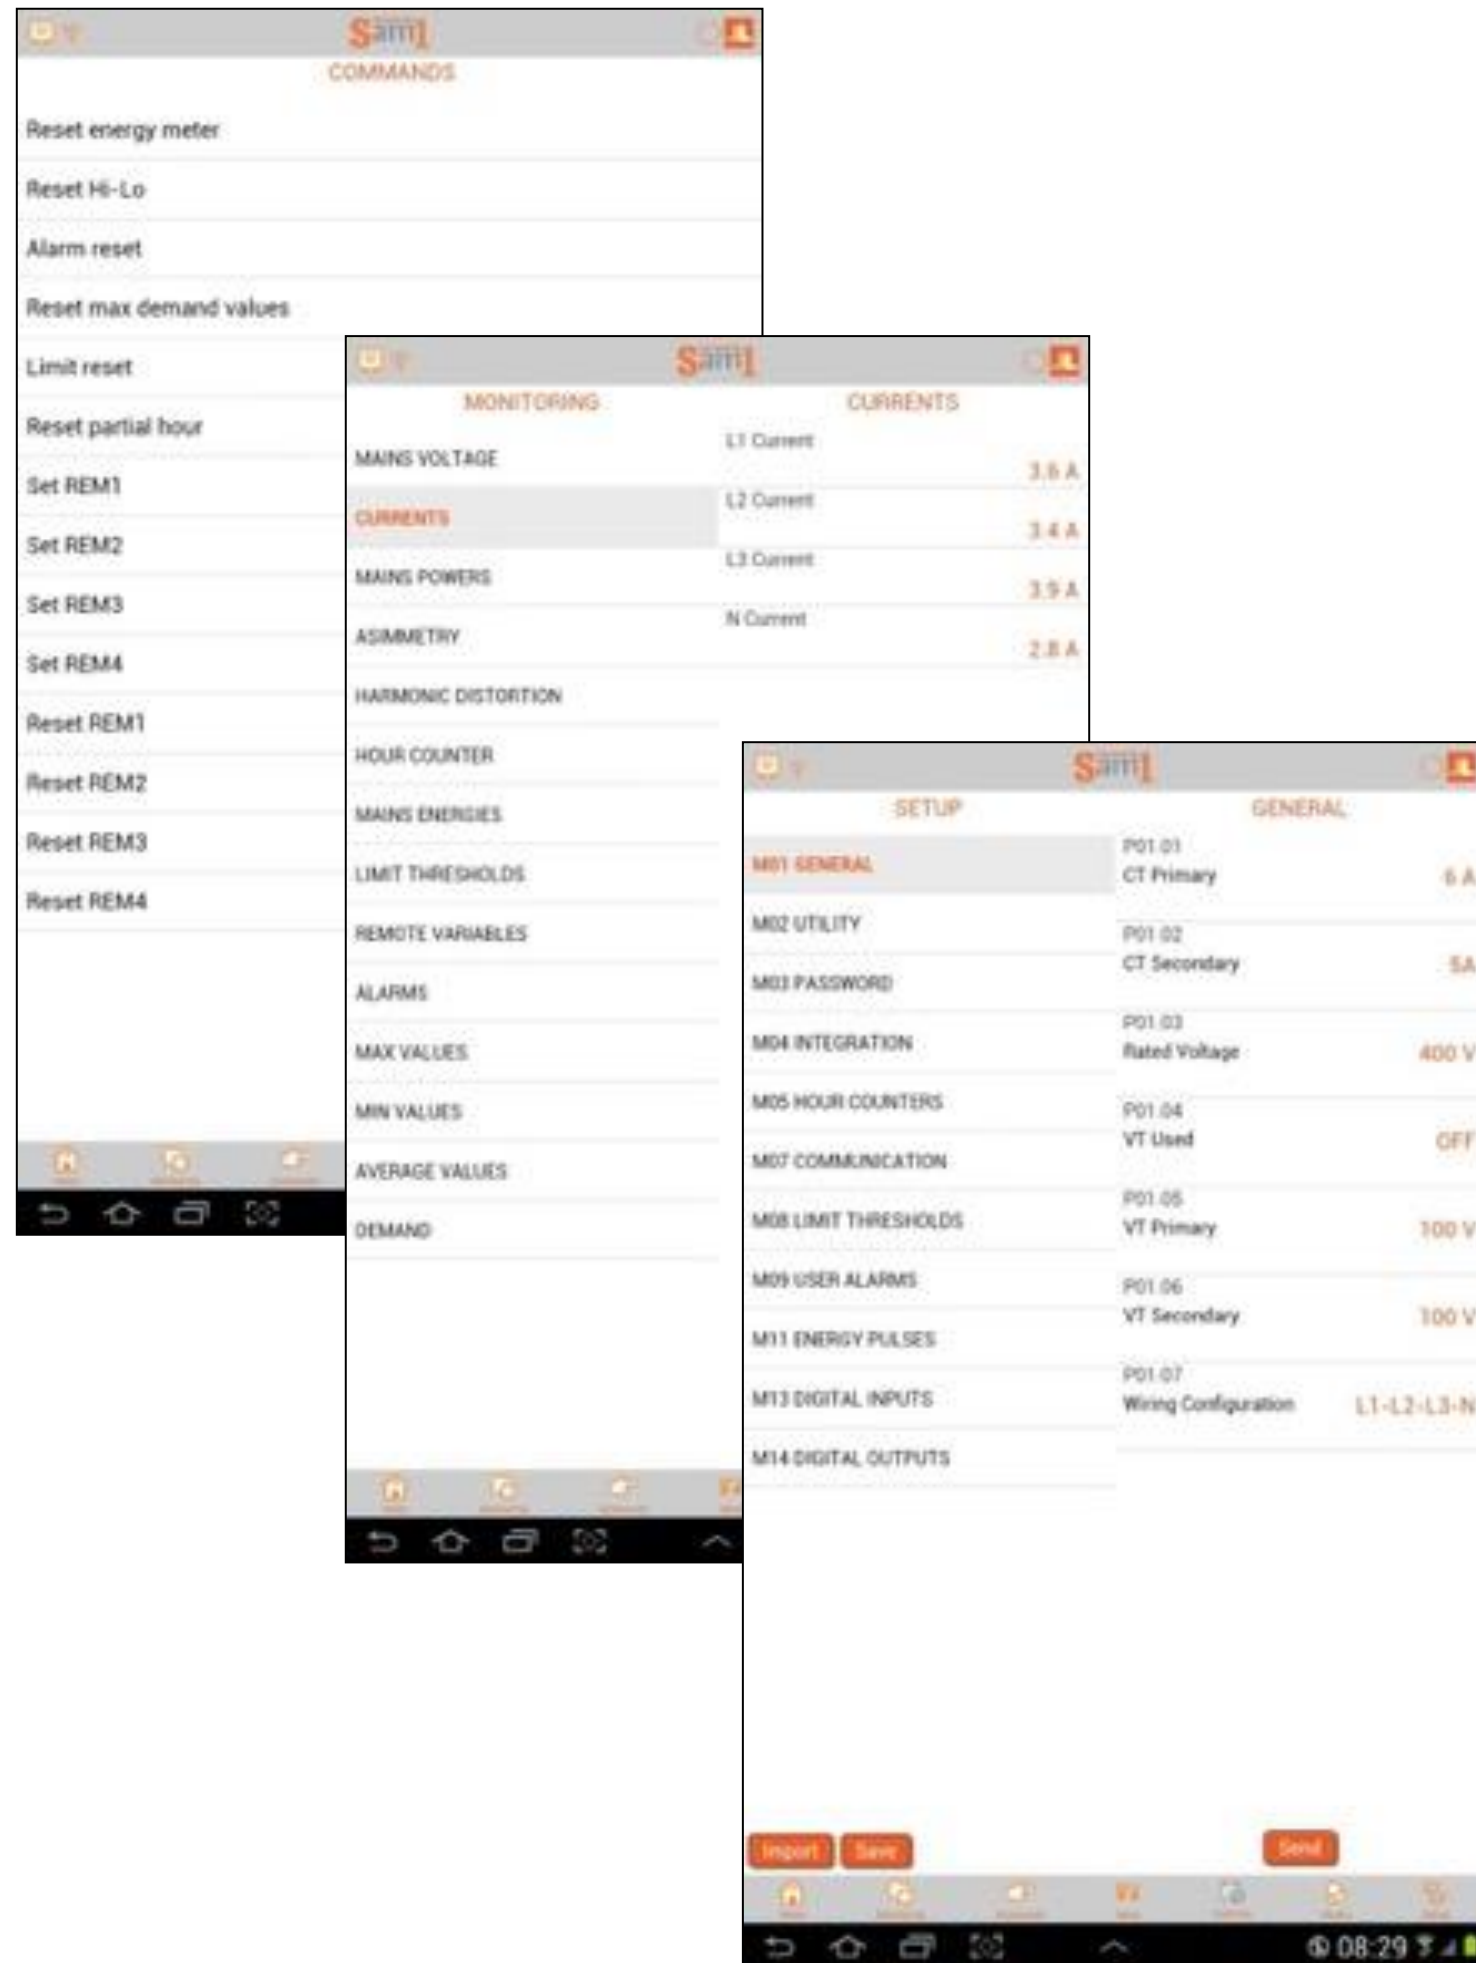 Sam1
COMMANDS
Reset energy meter
Reset Hi-Lo
Alarm reset
Reset max demand values
Limit reset
Reset partial hour
Set REM1
Set REM2
Set REM3
Set REM4
Reset REM1
Reset REM2
Reset REM3
Reset REM4
Sam1
MONITORING
MAINS VOLTAGE
CURRENTS
MAINS POWERS
ASIMMETRY
HARMONIC DISTORTION
HOUR COUNTER
MAINS ENERGIES
LIMIT THRESHOLDS
REMOTE VARIABLES
ALARMS
MAX VALUES
MIN VALUES
AVERAGE VALUES
DEMAND
CURRENTS
L1 Current
3.6 A
L2 Current
3.4 A
L3 Current
3.9 A
N Current
2.8 A
Sam1
SETUP
M01 GENERAL
M02 UTILITY
M03 PASSWORD
M04 INTEGRATION
M05 HOUR COUNTERS
M07 COMMUNICATION
M08 LIMIT THRESHOLDS
M09 USER ALARMS
M11 ENERGY PULSES
M13 DIGITAL INPUTS
M14 DIGITAL OUTPUTS
GENERAL
P01.01
CT Primary 6 A
P01.02
CT Secondary 5A
P01.03
Rated Voltage 400 V
P01.04
VT Used OFF
P01.05
VT Primary 100 V
P01.06
VT Secondary 100 V
P01.07
Wiring Configuration L1-L2-L3-N
Import Save Send
08:29